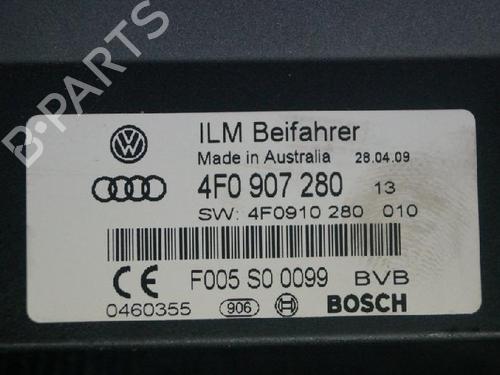 B-PARTS
ILM Beifahrer
Made in Australia 28.04.09
4F0 907 280 13
SW: 4F0910 280 010
F005 S0 0099 BVB
0460355 906 BOSCH